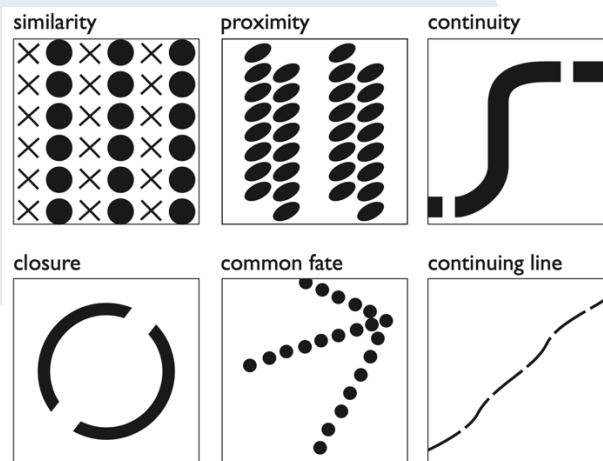 similarity
proximity
continuity
closure
common fate
continuing line